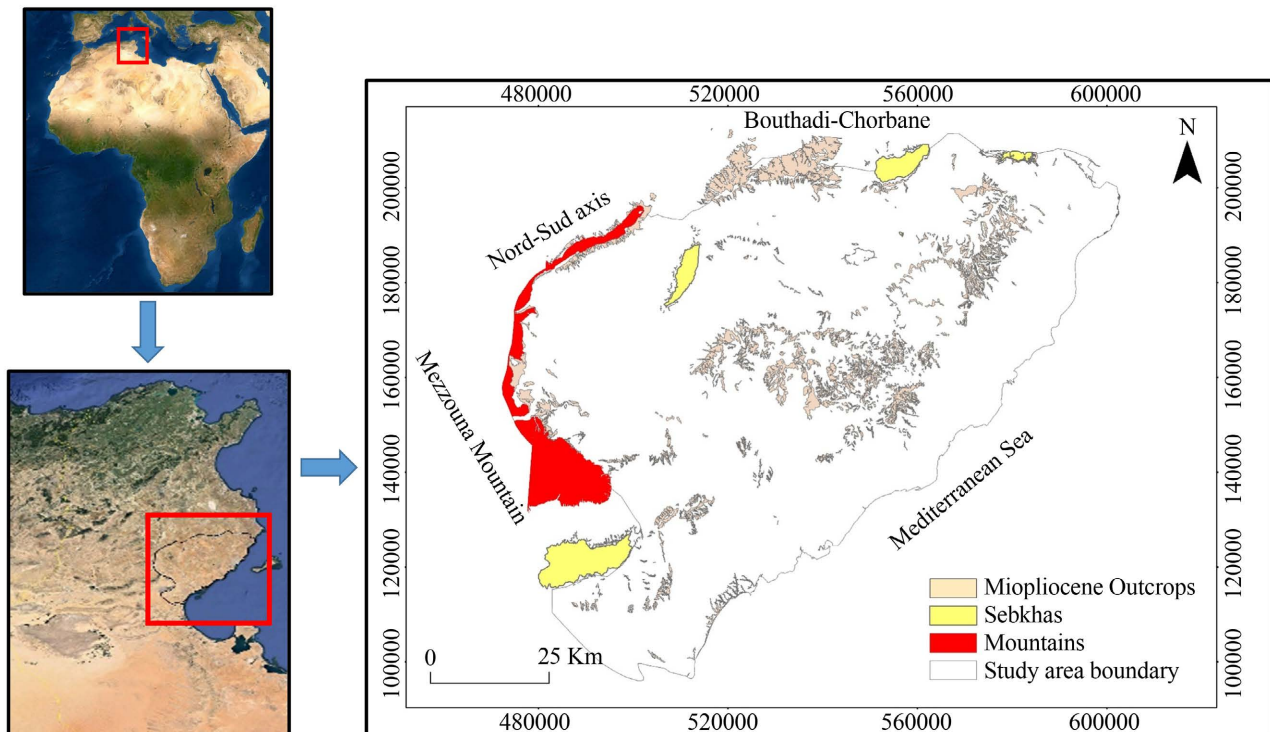 480000 520000 560000 600000
Bouthadi-Chorbane
N
200000
180000
160000
140000
120000
100000
Nord-Sud axis
Mezzouna Mountain
Mediterranean Sea
200000
180000
160000
140000
120000
100000
Miopliocene Outcrops
Sebkhas
Mountains
Study area boundary
0 25 Km
480000 520000 560000 600000